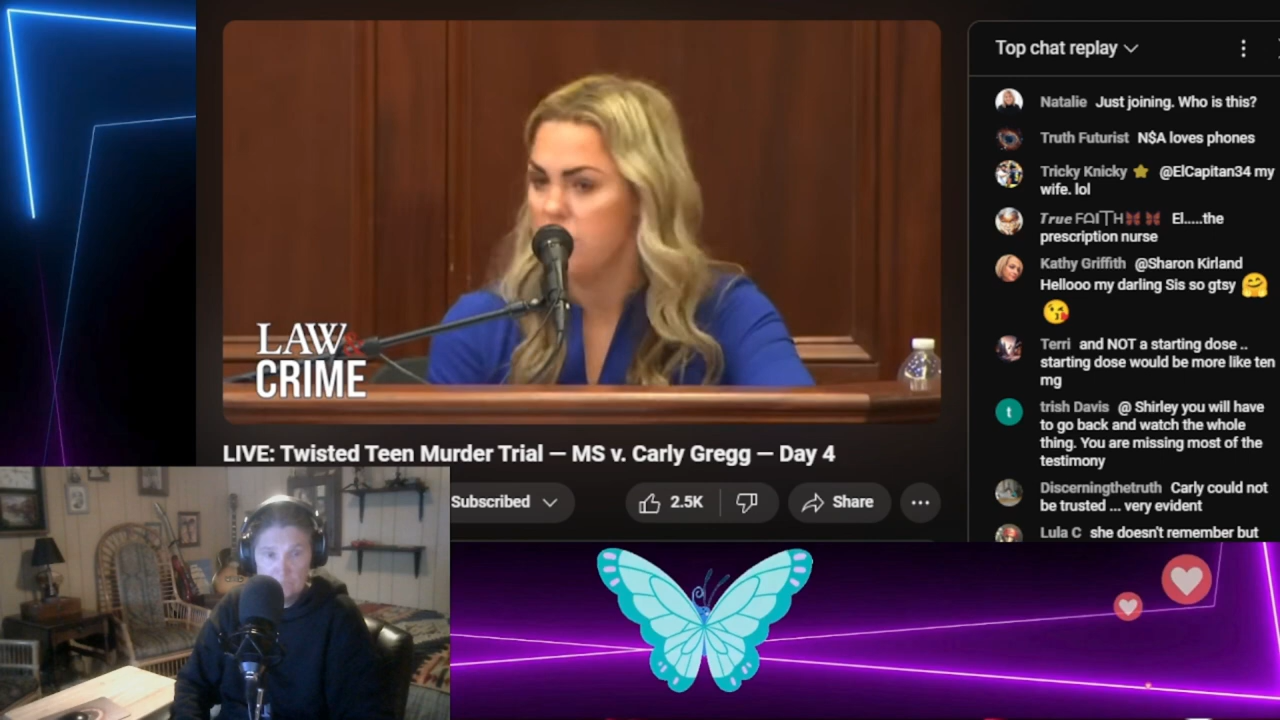 Top chat replay
Natalie Just joining. Who is this?
Truth Futurist N$A loves phones
Tricky Knicky @ElCapitan34 my
wife. lol
True FAITH El.....the
prescription nurse
Kathy Griffith @Sharon Kirland
Hellooo my darling Sis so gtsy
Terri and NOT a starting dose ..
starting dose would be more like ten
mg
t
trish Davis @ Shirley you will have
to go back and watch the whole
thing. You are missing most of the
testimony
Discerningthetruth Carly could not
be trusted ... very evident
Lula C she doesn't remember but
LAW&
CRIME
LIVE: Twisted Teen Murder Trial — MS v. Carly Gregg — Day 4
Subscribed
2.5K
Share